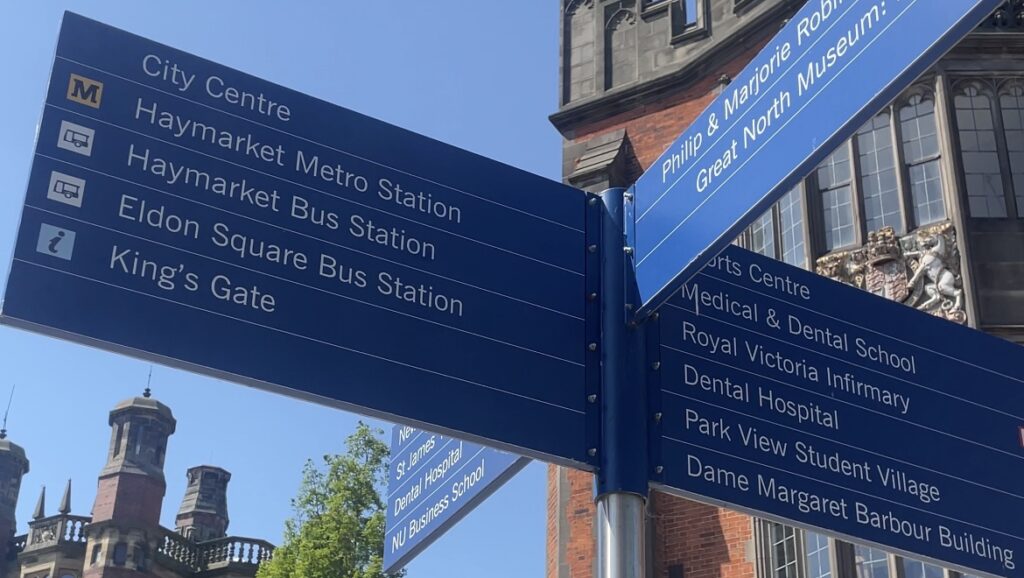 City Centre
M Haymarket Metro Station
Haymarket Bus Station
Eldon Square Bus Station
i King's Gate
Philip & Marjorie
Great North Museum:
Centre
Medical & Dental School
Royal Victoria Infirmary
Dental Hospital
Park View Student Village
Dame Margaret Barbour Building
St James
Dental Hospital
NU Business School